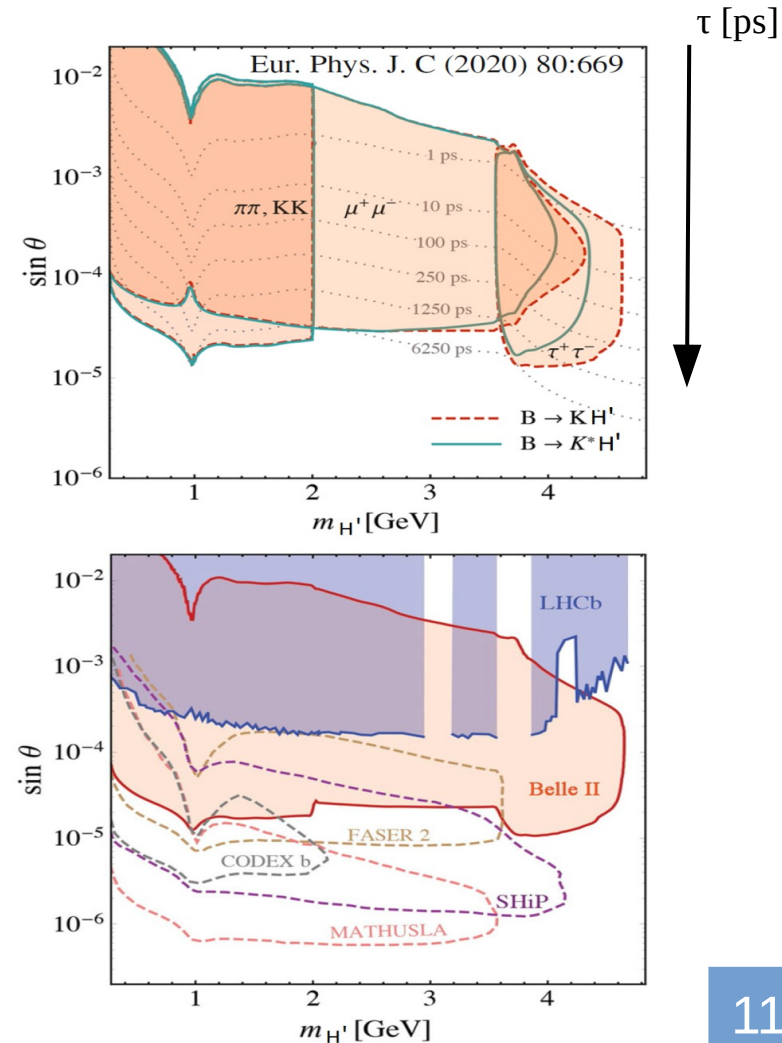 τ [ps]
Eur. Phys. J. C (2020) 80:669
10⁻²
10⁻³
10⁻⁴
10⁻⁵
10⁻⁶
sin θ
1 ps
ππ, KK
μ⁺μ⁻
10 ps
100 ps
250 ps
1250 ps
6250 ps
τ⁺τ⁻
B → K H'
B → K* H'
1 2 3 4
m_H' [GeV]
10⁻²
10⁻³
10⁻⁴
10⁻⁵
10⁻⁶
sin θ
LHCb
Belle II
FASER 2
CODEX b
SHiP
MATHUSLA
1 2 3 4
m_H' [GeV]
11